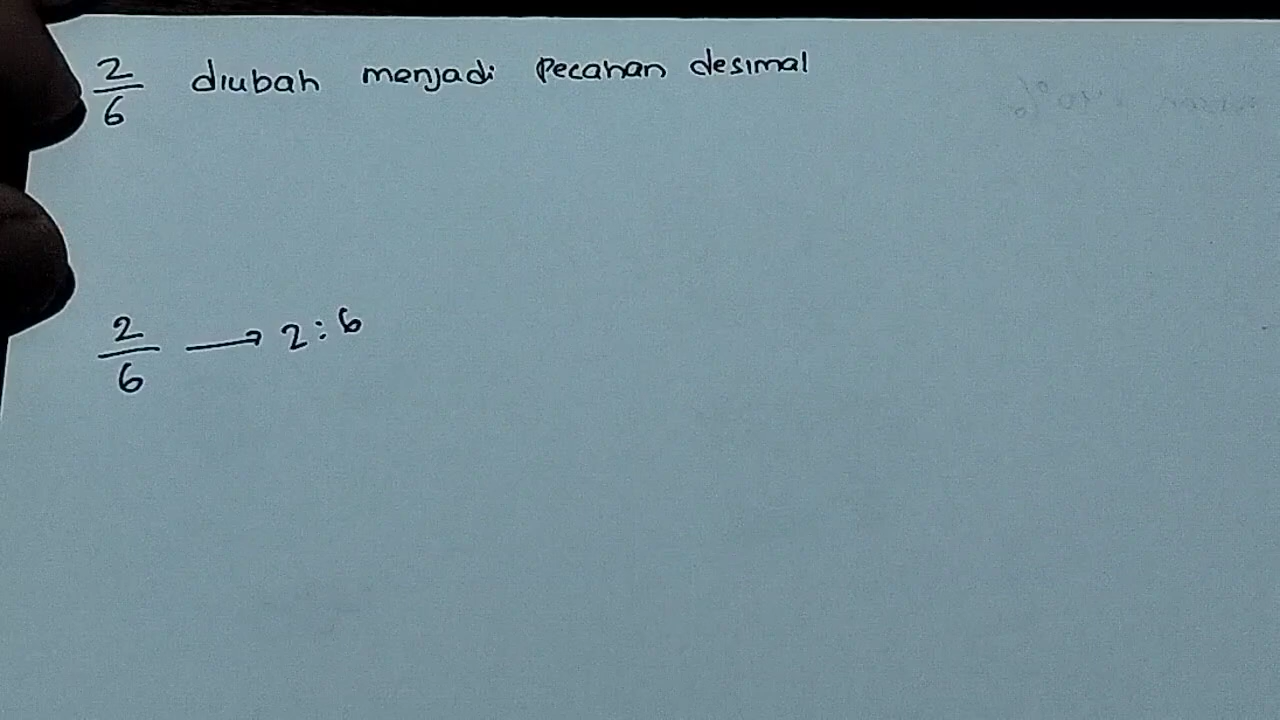 2/6 diubah menjadi pecahan desimal
2/6 → 2 : 6